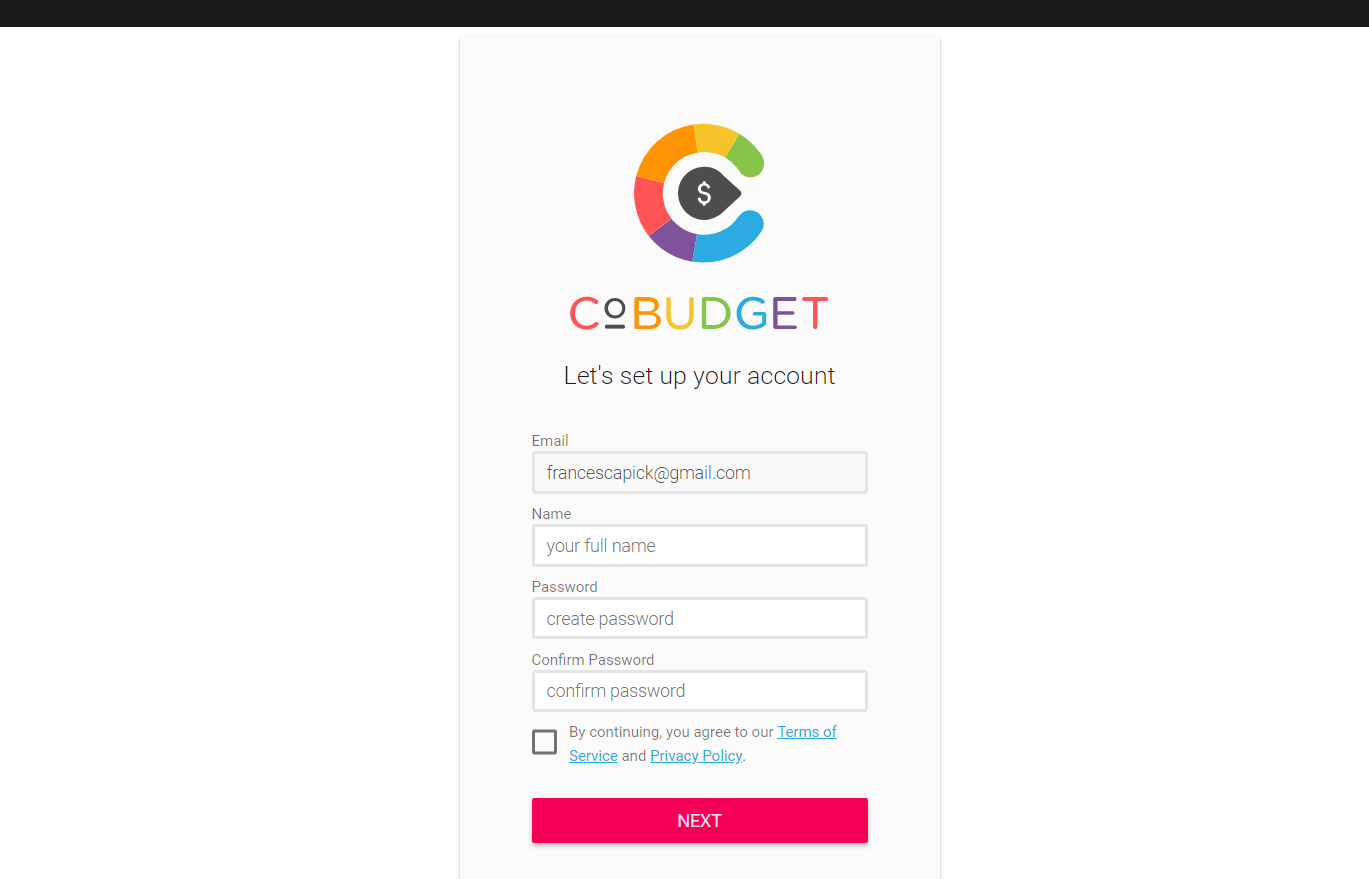 $
COBUDGET
Let's set up your account
Email
francescapick@gmail.com
Name
your full name
Password
create password
Confirm Password
confirm password
By continuing, you agree to our Terms of
Service and Privacy Policy.
NEXT